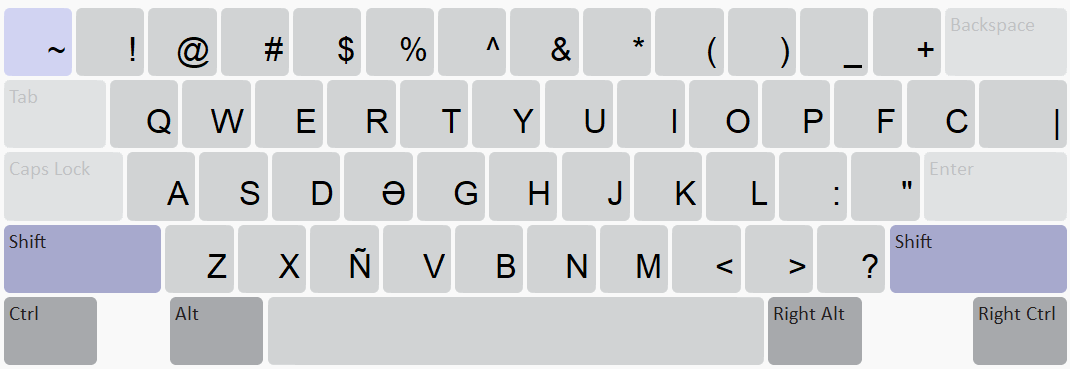 ~ ! @ # $ % ^ & * ( ) _ + Backspace
Tab Q W E R T Y U I O P F C |
Caps Lock A S D Ə G H J K L : " Enter
Shift Z X Ñ V B N M < > ? Shift
Ctrl Alt Right Alt Right Ctrl